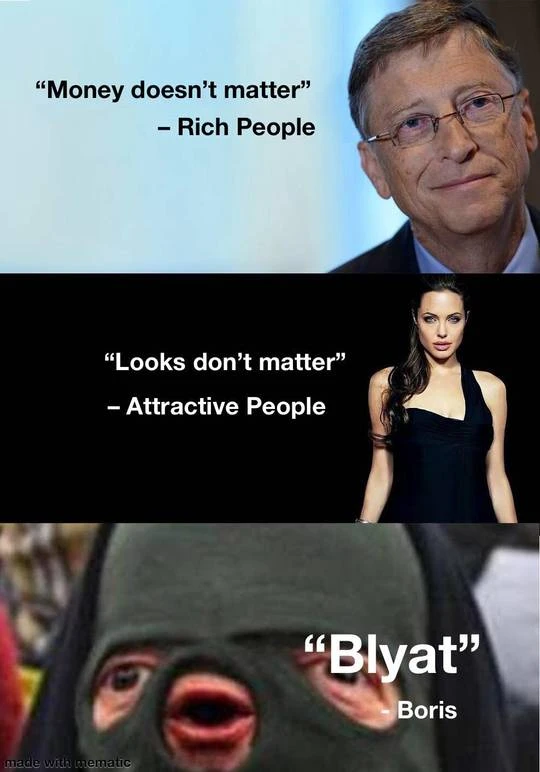 “Money doesn’t matter”
– Rich People
“Looks don’t matter”
– Attractive People
“Blyat”
- Boris
made with mematic